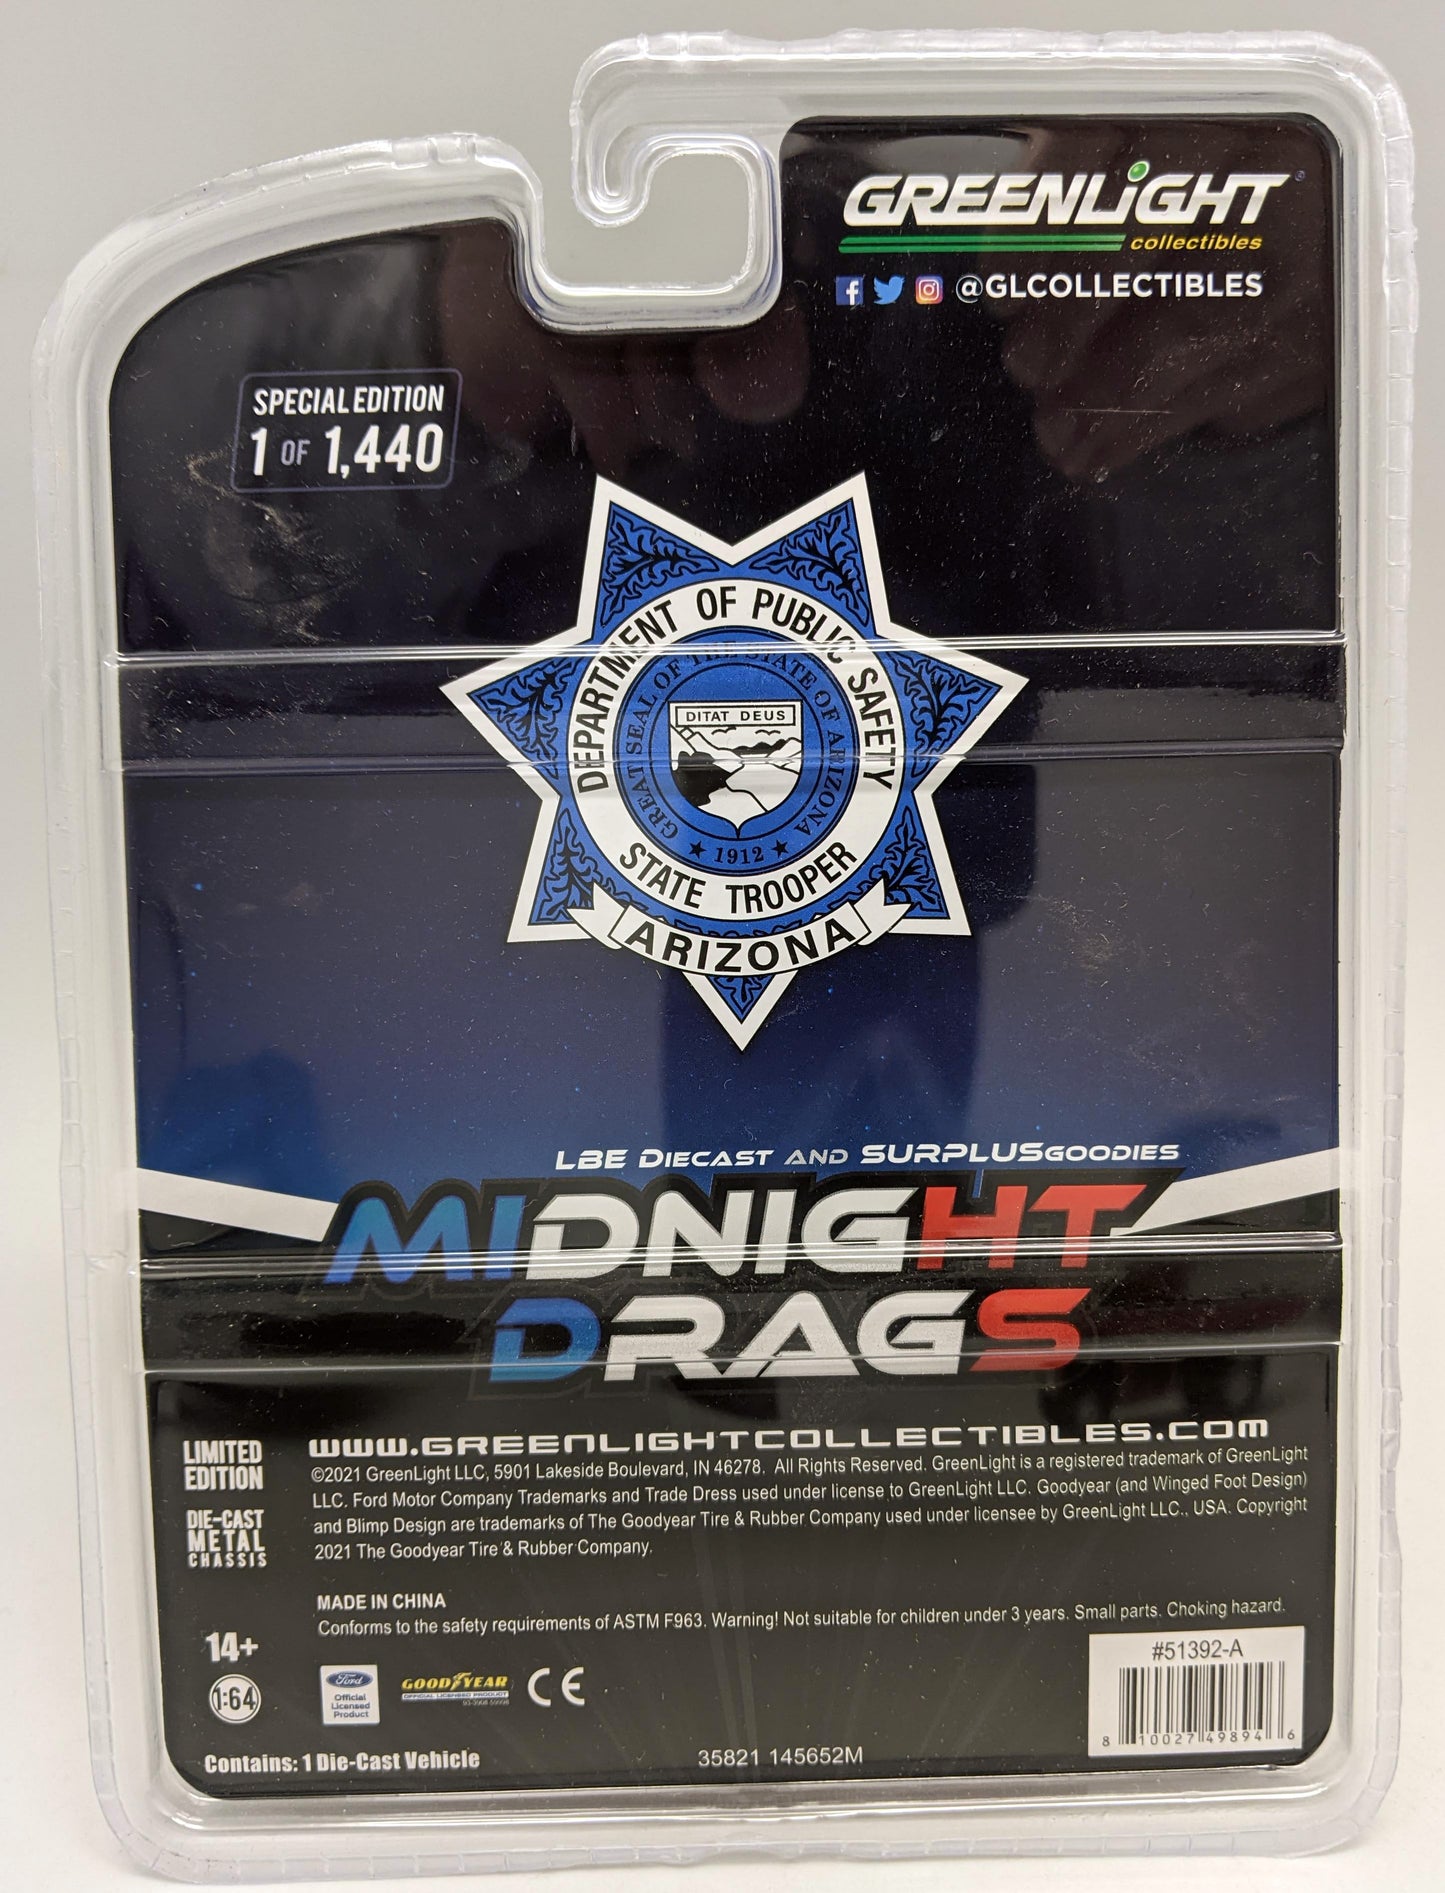 GREENLiGHT
collectibles
@GLCOLLECTIBLES
SPECIAL EDITION
1 OF 1,440
DEPARTMENT OF PUBLIC SAFETY
GREAT SEAL OF THE STATE OF ARIZONA
DITAT DEUS
★ 1912 ★
STATE TROOPER
ARIZONA
LBE DIECAST AND SURPLUSGOODIES
MIDNIGHT
DRAGS
LIMITED
EDITION
DIE-CAST
METAL
CHASSIS
WWW.GREENLIGHTCOLLECTIBLES.COM
©2021 GreenLight LLC, 5901 Lakeside Boulevard, IN 46278. All Rights Reserved. GreenLight is a registered trademark of GreenLight
LLC. Ford Motor Company Trademarks and Trade Dress used under license to GreenLight LLC. Goodyear (and Winged Foot Design)
and Blimp Design are trademarks of The Goodyear Tire & Rubber Company used under licensee by GreenLight LLC., USA. Copyright
2021 The Goodyear Tire & Rubber Company.
MADE IN CHINA
Conforms to the safety requirements of ASTM F963. Warning! Not suitable for children under 3 years. Small parts. Choking hazard.
14+
1:64
Ford
Official
Licensed
Product
GOODYEAR
OFFICIAL LICENSED PRODUCT
CE
#51392-A
8 10027 49894 6
Contains: 1 Die-Cast Vehicle
35821 145652M